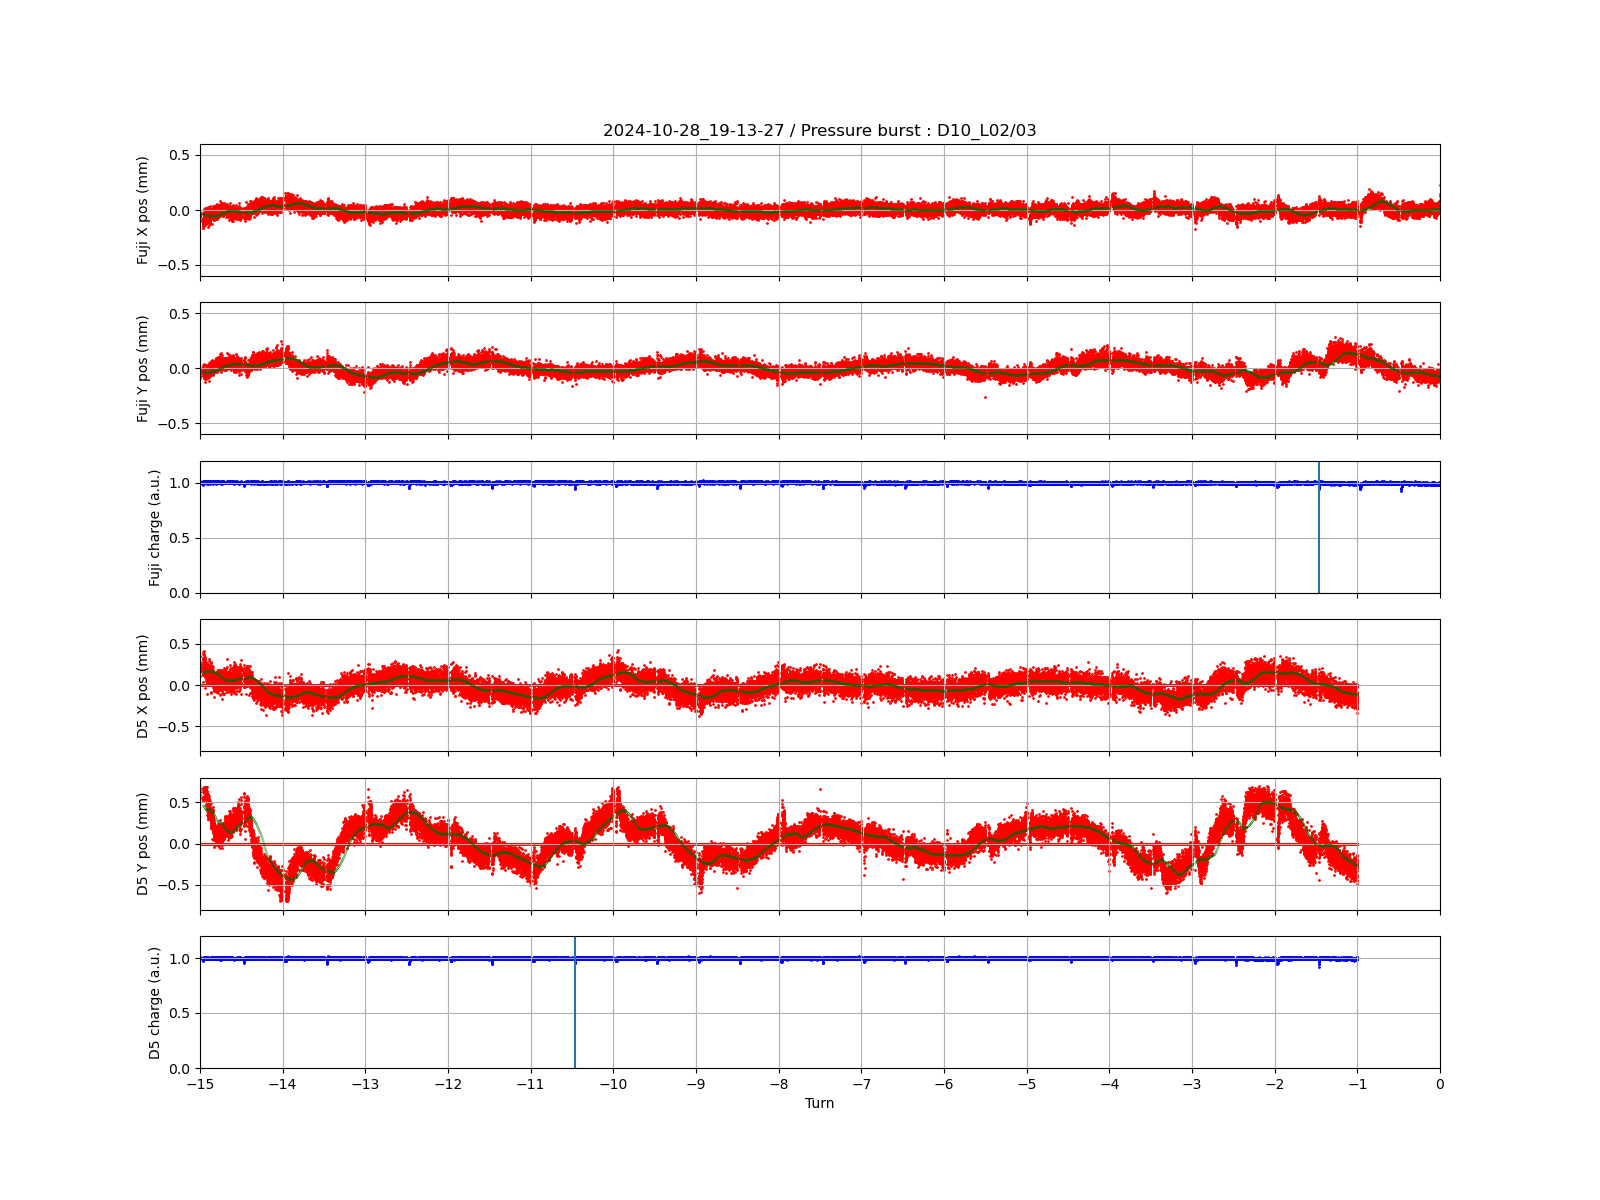 2024-10-28_19-13-27 / Pressure burst : D10_L02/03
Fuji X pos (mm)
0.5
0.0
−0.5
Fuji Y pos (mm)
0.5
0.0
−0.5
Fuji charge (a.u.)
1.0
0.5
0.0
D5 X pos (mm)
0.5
0.0
−0.5
D5 Y pos (mm)
0.5
0.0
−0.5
D5 charge (a.u.)
1.0
0.5
0.0
−15 −14 −13 −12 −11 −10 −9 −8 −7 −6 −5 −4 −3 −2 −1 0
Turn